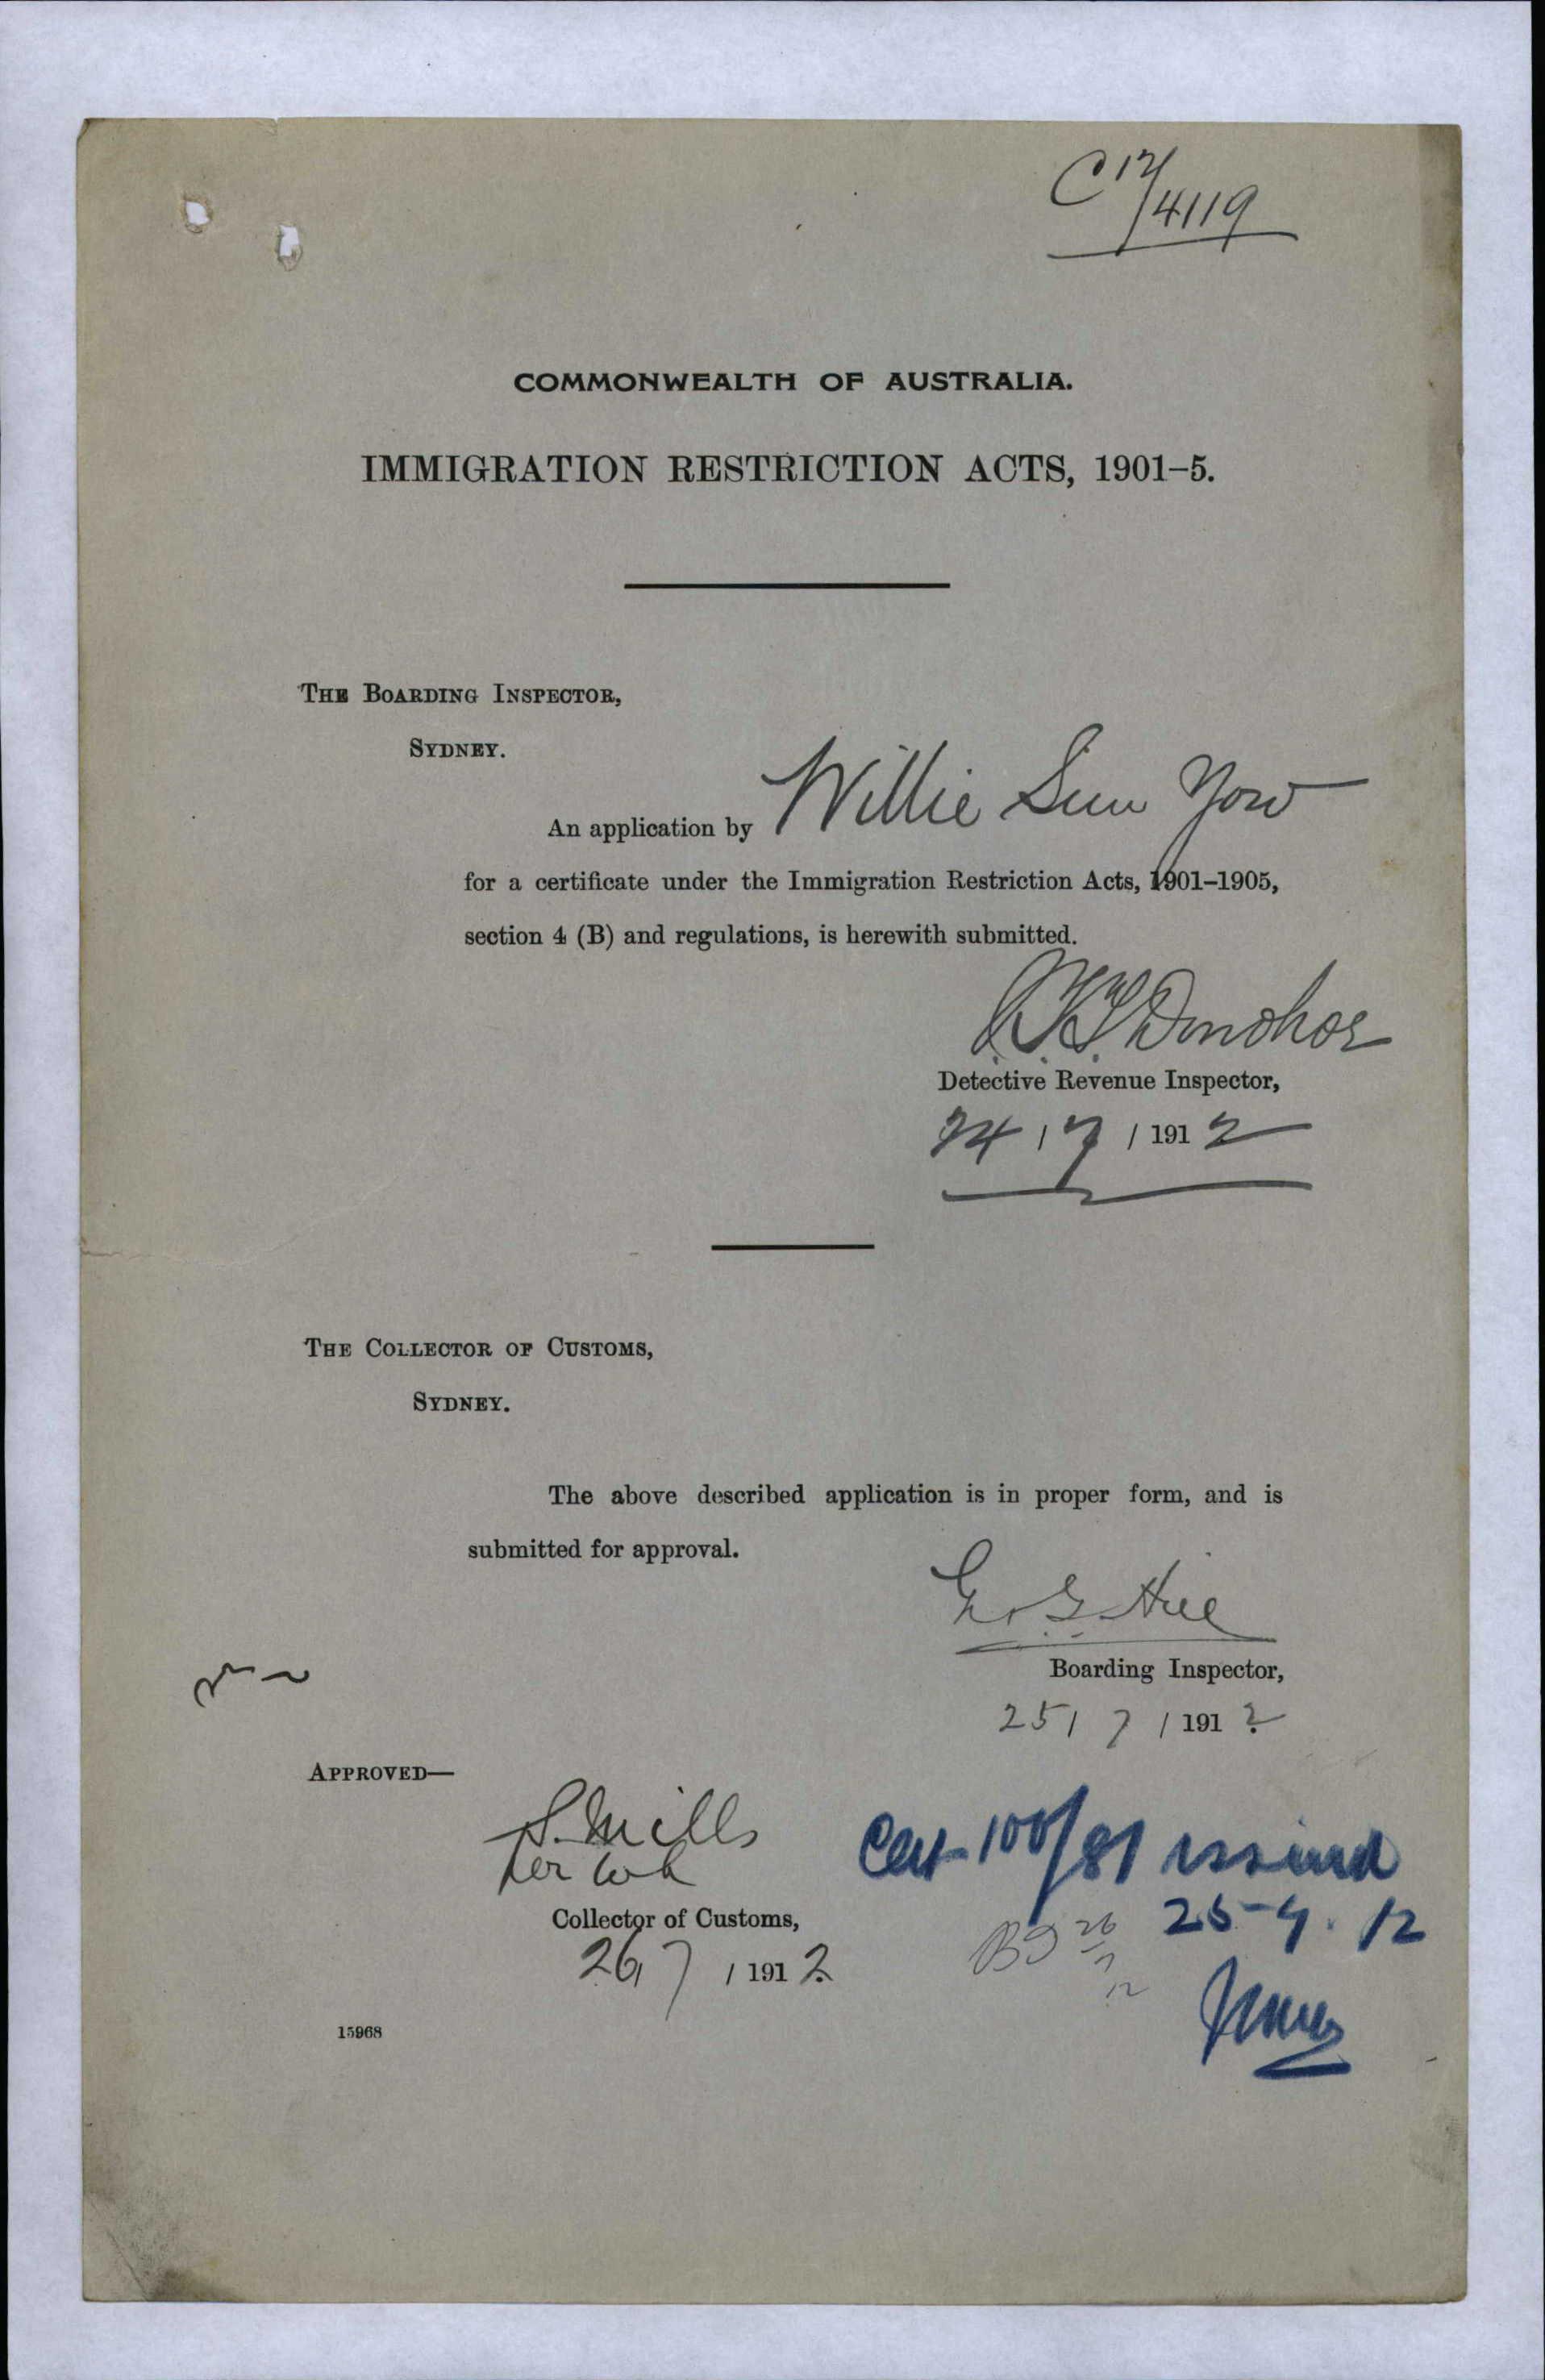 C12/4119
COMMONWEALTH OF AUSTRALIA.
IMMIGRATION RESTRICTION ACTS, 1901–5.
THE BOARDING INSPECTOR,
SYDNEY.
An application by Willie Sun Yow
for a certificate under the Immigration Restriction Acts, 1901–1905,
section 4 (B) and regulations, is herewith submitted.
Donohoe
Detective Revenue Inspector,
24 / 7 / 1912
THE COLLECTOR OF CUSTOMS,
SYDNEY.
The above described application is in proper form, and is
submitted for approval.
Boarding Inspector,
25 / 7 / 1912
APPROVED—
S. Mills
per
Collector of Customs,
26 / 7 / 1912
Cert 100/81 issued
12
15968